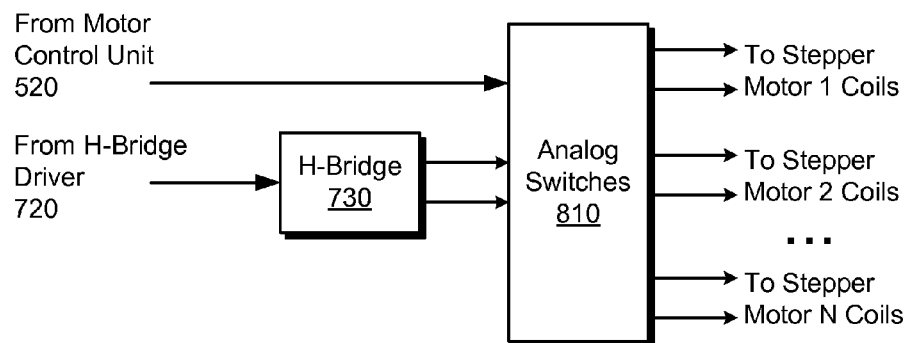 From Motor
Control Unit
520
From H-Bridge
Driver
720
H-Bridge
730
Analog
Switches
810
To Stepper
Motor 1 Coils
To Stepper
Motor 2 Coils
...
To Stepper
Motor N Coils